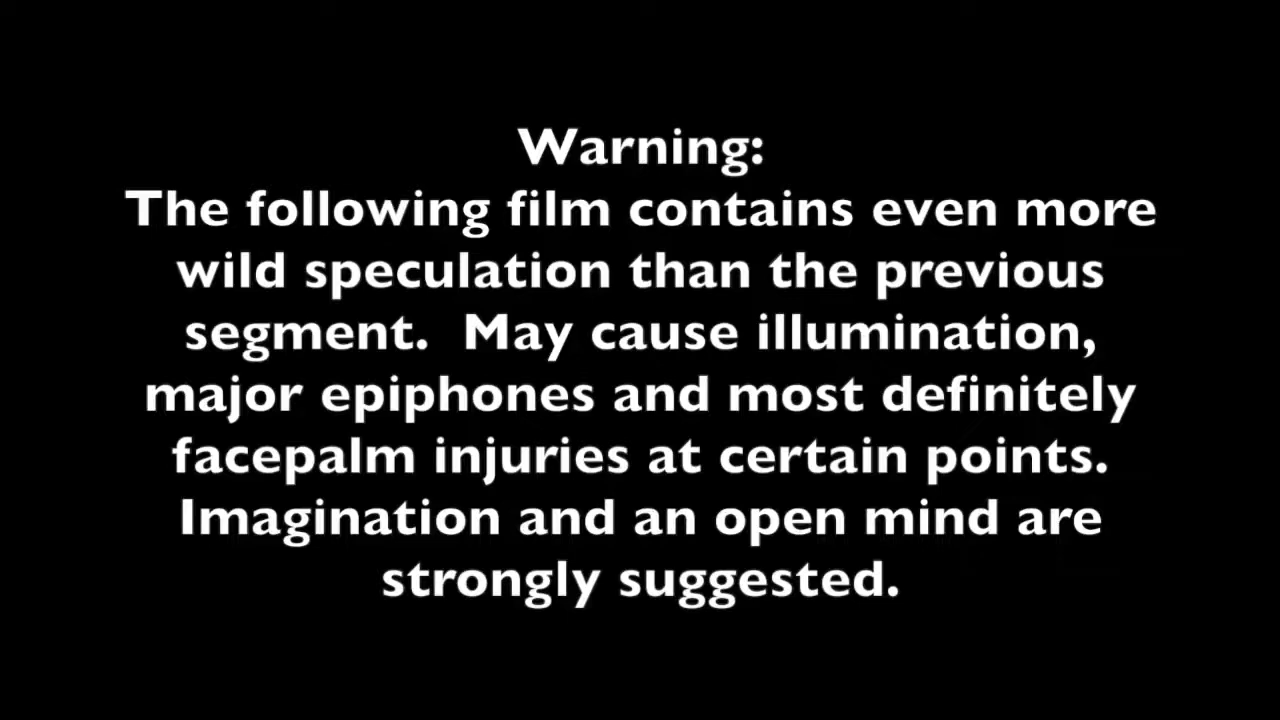 Warning:
The following film contains even more
wild speculation than the previous
segment.  May cause illumination,
major epiphones and most definitely
facepalm injuries at certain points.
Imagination and an open mind are
strongly suggested.